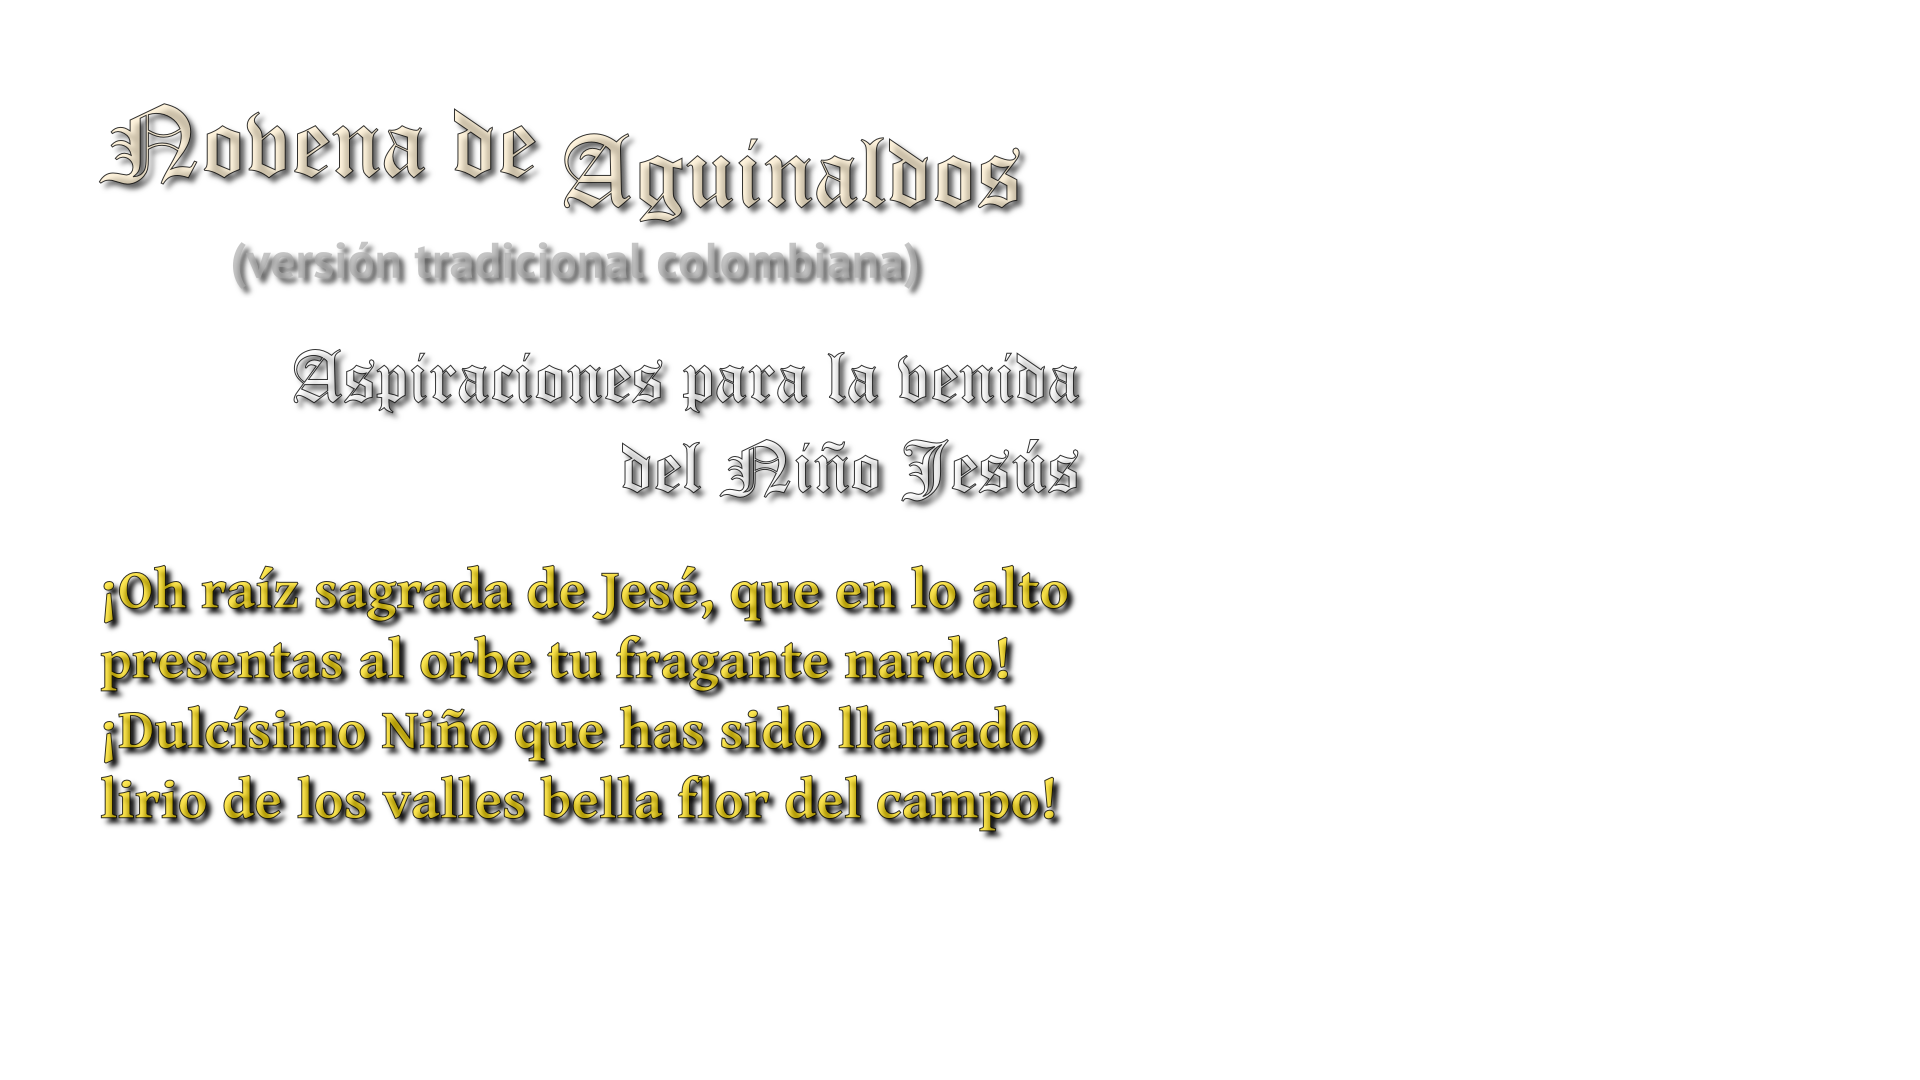 Novena de Aguinaldos
(versión tradicional colombiana)
Aspiraciones para la venida
del Niño Jesús
¡Oh raíz sagrada de Jesé, que en lo alto
presentas al orbe tu fragante nardo!
¡Dulcísimo Niño que has sido llamado
lirio de los valles bella flor del campo!